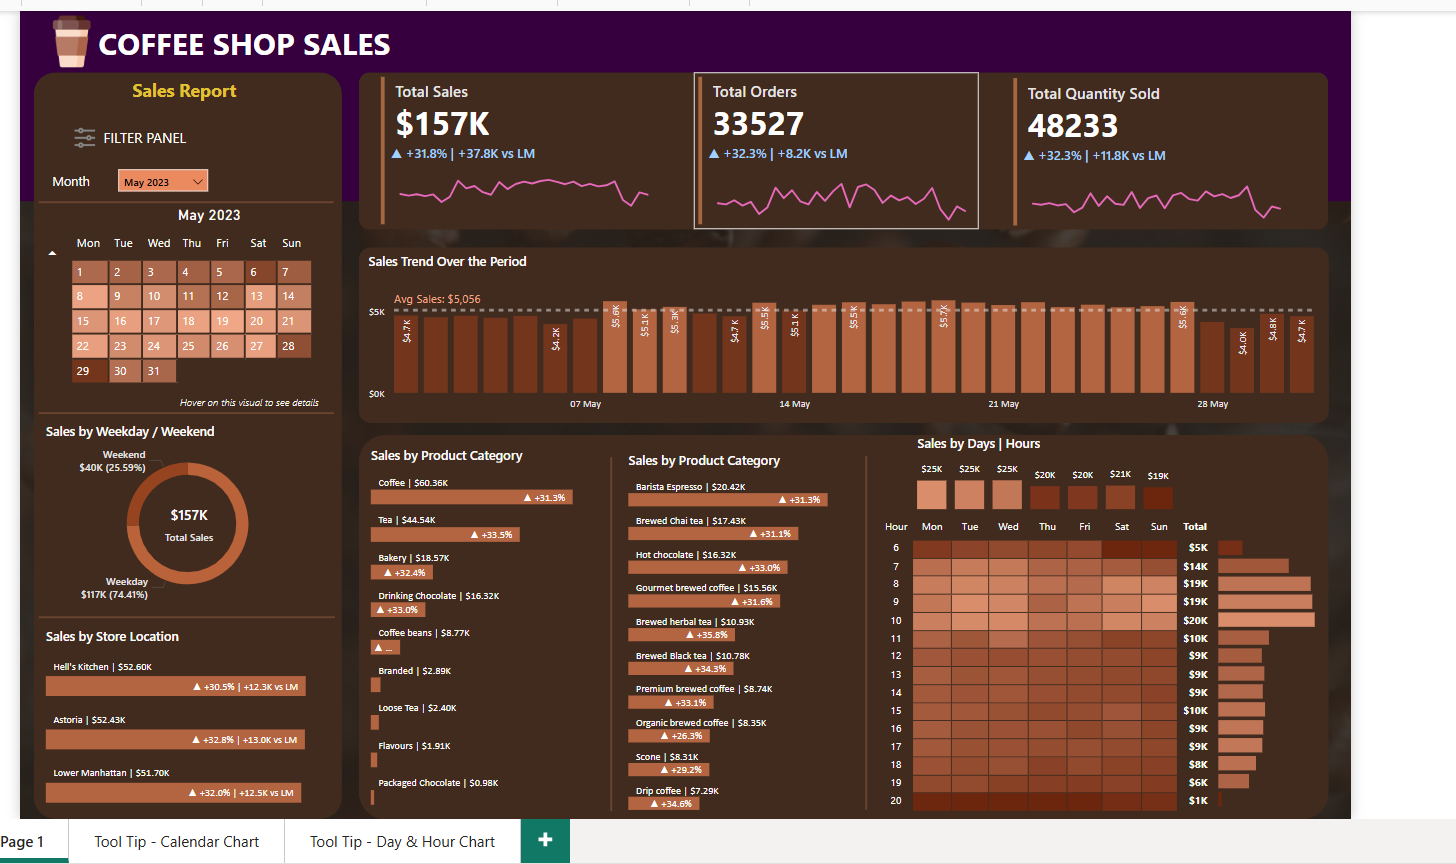 COFFEE SHOP SALES
Sales Report
FILTER PANEL
Month
May 2023
May 2023
Mon Tue Wed Thu Fri Sat Sun
1 2 3 4 5 6 7
8 9 10 11 12 13 14
15 16 17 18 19 20 21
22 23 24 25 26 27 28
29 30 31
Hover on this visual to see details
Sales by Weekday / Weekend
Weekend
$40K (25.59%)
$157K
Total Sales
Weekday
$117K (74.41%)
Sales by Store Location
Hell's Kitchen | $52.60K
▲ +30.5% | +12.3K vs LM
Astoria | $52.43K
▲ +32.8% | +13.0K vs LM
Lower Manhattan | $51.70K
▲ +32.0% | +12.5K vs LM
Total Sales
$157K
▲ +31.8% | +37.8K vs LM
Total Orders
33527
▲ +32.3% | +8.2K vs LM
Total Quantity Sold
48233
▲ +32.3% | +11.8K vs LM
Sales Trend Over the Period
Avg Sales: $5,056
$5K
$4.7K $4.2K $5.6K $5.1K $5.3K $4.7K $5.5K $5.1K $5.5K $5.7K $5.6K $4.0K $4.8K $4.7K
$0K
07 May 14 May 21 May 28 May
Sales by Product Category
Coffee | $60.36K
▲ +31.3%
Tea | $44.54K
▲ +33.5%
Bakery | $18.57K
▲ +32.4%
Drinking Chocolate | $16.32K
▲ +33.0%
Coffee beans | $8.77K
▲ ...
Branded | $2.89K
Loose Tea | $2.40K
Flavours | $1.91K
Packaged Chocolate | $0.98K
Sales by Product Category
Barista Espresso | $20.42K
▲ +31.3%
Brewed Chai tea | $17.43K
▲ +31.1%
Hot chocolate | $16.32K
▲ +33.0%
Gourmet brewed coffee | $15.56K
▲ +31.6%
Brewed herbal tea | $10.93K
▲ +35.8%
Brewed Black tea | $10.78K
▲ +34.3%
Premium brewed coffee | $8.74K
▲ +33.1%
Organic brewed coffee | $8.35K
▲ +26.3%
Scone | $8.31K
▲ +29.2%
Drip coffee | $7.29K
▲ +34.6%
Sales by Days | Hours
$25K $25K $25K $20K $20K $21K $19K
Hour Mon Tue Wed Thu Fri Sat Sun Total
6 $5K
7 $14K
8 $19K
9 $19K
10 $20K
11 $10K
12 $9K
13 $9K
14 $9K
15 $10K
16 $9K
17 $9K
18 $8K
19 $6K
20 $1K
Page 1 Tool Tip - Calendar Chart Tool Tip - Day & Hour Chart +